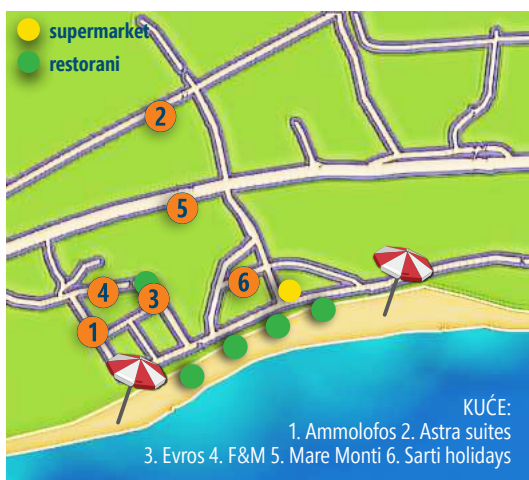 supermarket
restorani
2
5
6
4
3
1
KUĆE:
1. Ammolofos 2. Astra suites
3. Evros 4. F&M 5. Mare Monti 6. Sarti holidays